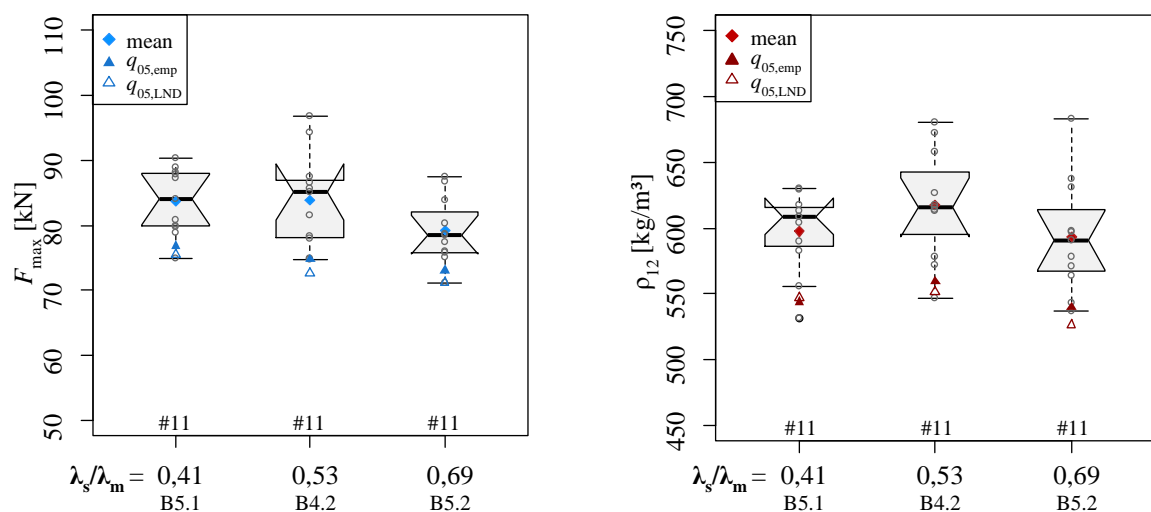 110
100
90
80
70
60
50
F_max [kN]
mean
q_05,emp
q_05,LND
#11 #11 #11
λ_s/λ_m = 0,41 0,53 0,69
B5.1 B4.2 B5.2
750
700
650
600
550
500
450
ρ_12 [kg/m³]
mean
q_05,emp
q_05,LND
#11 #11 #11
λ_s/λ_m = 0,41 0,53 0,69
B5.1 B4.2 B5.2